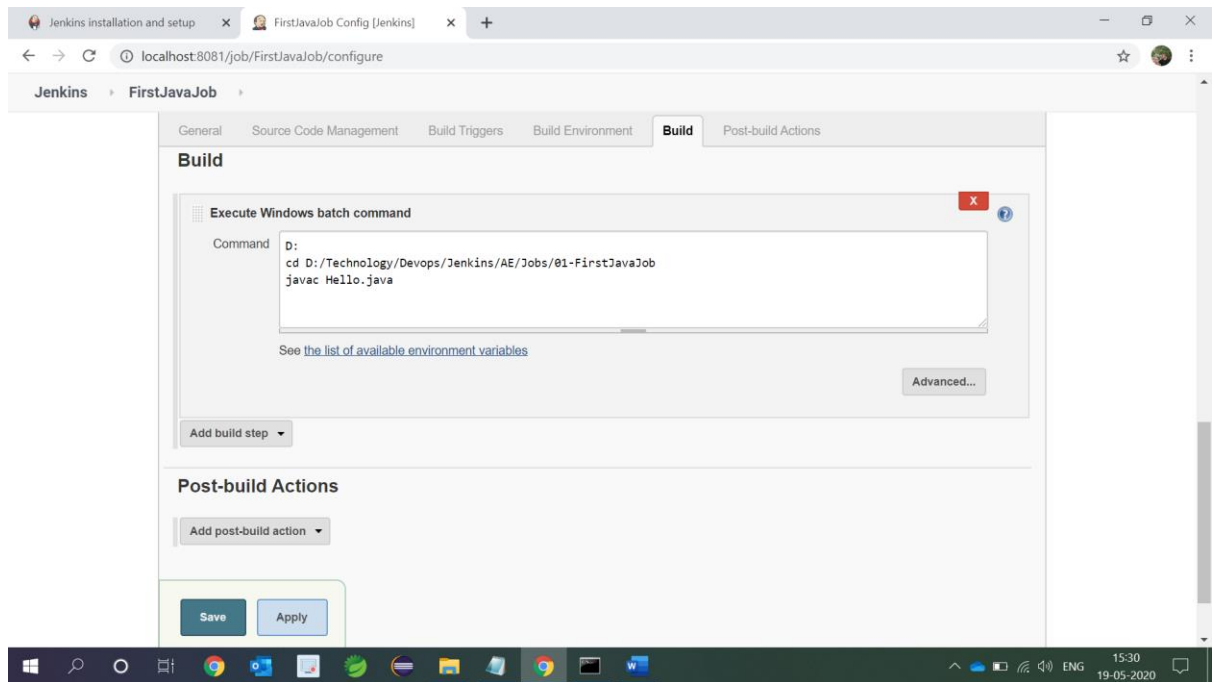 Jenkins installation and setup
FirstJavaJob Config [Jenkins]
localhost:8081/job/FirstJavaJob/configure
Jenkins
FirstJavaJob
General Source Code Management Build Triggers Build Environment Build Post-build Actions
Build
X
Execute Windows batch command
Command
D:
cd D:/Technology/Devops/Jenkins/AE/Jobs/01-FirstJavaJob
javac Hello.java
See the list of available environment variables
Advanced...
Add build step
Post-build Actions
Add post-build action
Save Apply
ENG
15:30
19-05-2020